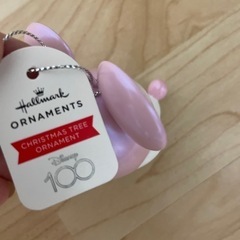 Hallmark
ORNAMENTS
CHRISTMAS TREE
ORNAMENT
Disney
100